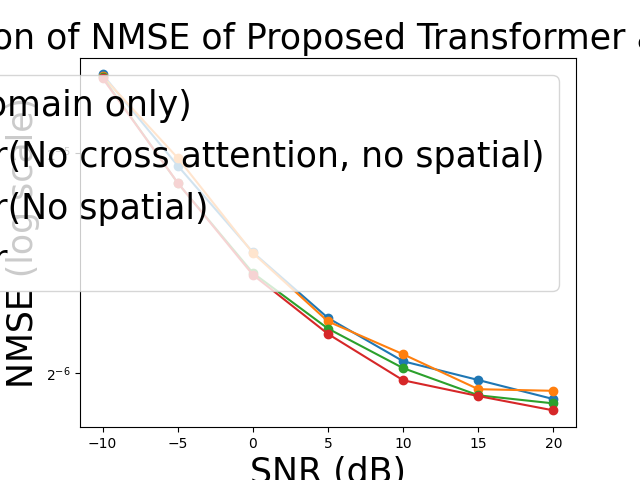 on of NMSE of Proposed Transformer
omain only)
r(No cross attention, no spatial)
r(No spatial)
r
NMSE (log scale)
2⁻⁶
−10 −5 0 5 10 15 20
SNR (dB)